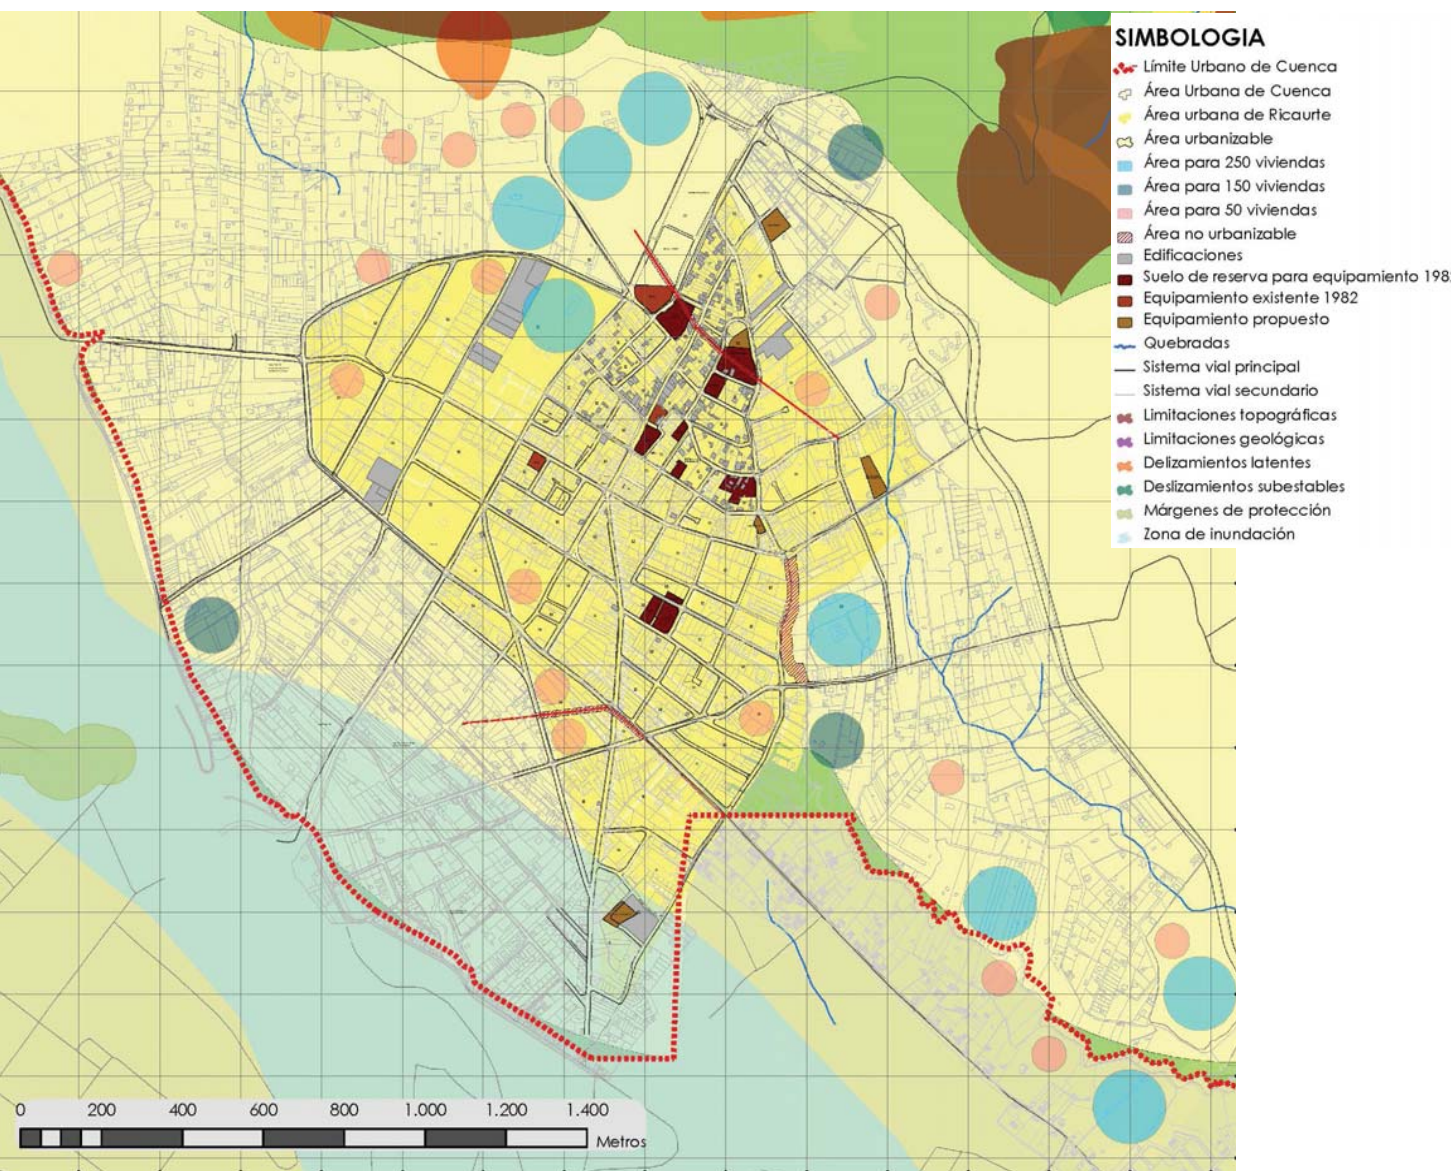 SIMBOLOGIA
Límite Urbano de Cuenca
Área Urbana de Cuenca
Área urbana de Ricaurte
Área urbanizable
Área para 250 viviendas
Área para 150 viviendas
Área para 50 viviendas
Área no urbanizable
Edificaciones
Suelo de reserva para equipamiento 198
Equipamiento existente 1982
Equipamiento propuesto
Quebradas
Sistema vial principal
Sistema vial secundario
Limitaciones topográficas
Limitaciones geológicas
Delizamientos latentes
Deslizamientos subestables
Márgenes de protección
Zona de inundación
0 200 400 600 800 1.000 1.200 1.400
Metros